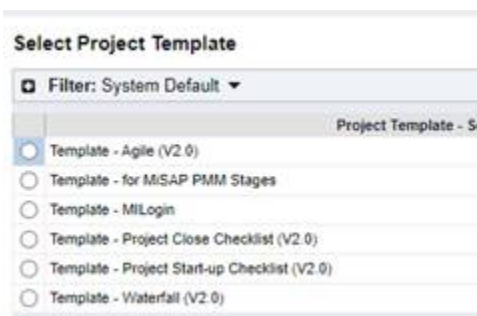 Select Project Template
Filter: System Default
Project Template - S
Template - Agile (V2.0)
Template - for MiSAP PMM Stages
Template - MILogin
Template - Project Close Checklist (V2.0)
Template - Project Start-up Checklist (V2.0)
Template - Waterfall (V2.0)